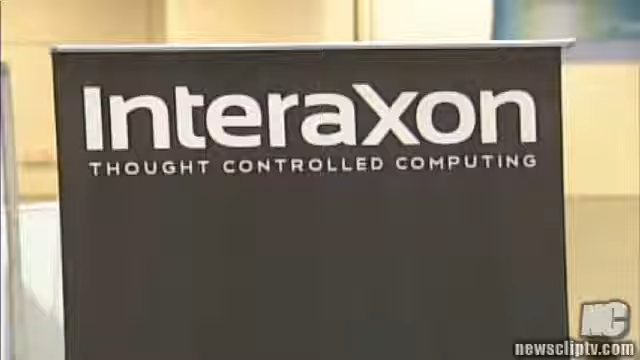 InteraXon
THOUGHT CONTROLLED COMPUTING
NC
newscliptv.com